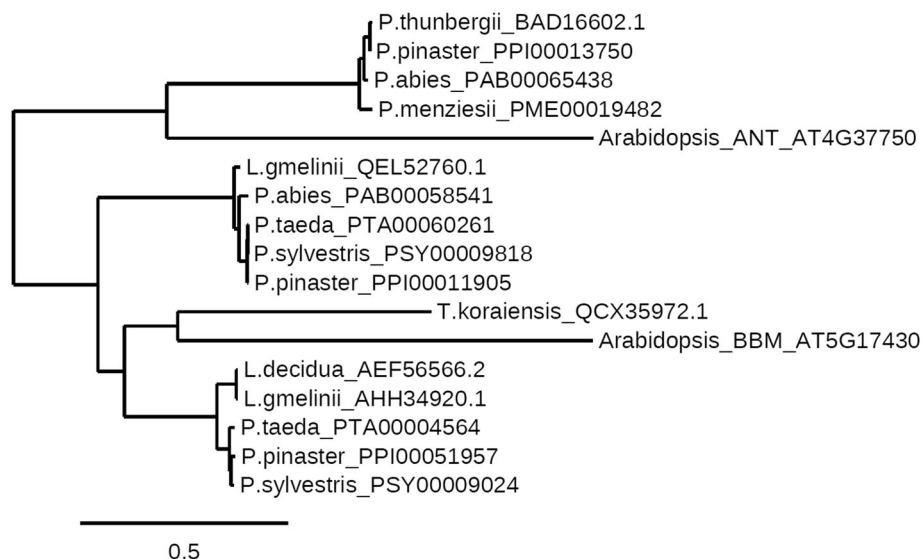 P.thunbergii_BAD16602.1
P.pinaster_PPI00013750
P.abies_PAB00065438
P.menziesii_PME00019482
Arabidopsis_ANT_AT4G37750
L.gmelinii_QEL52760.1
P.abies_PAB00058541
P.taeda_PTA00060261
P.sylvestris_PSY00009818
P.pinaster_PPI00011905
T.koraiensis_QCX35972.1
Arabidopsis_BBM_AT5G17430
L.decidua_AEF56566.2
L.gmelinii_AHH34920.1
P.taeda_PTA00004564
P.pinaster_PPI00051957
P.sylvestris_PSY00009024
0.5